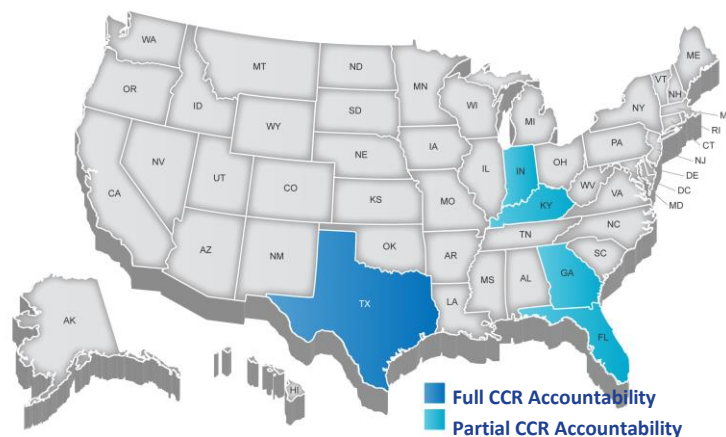 WA
MT
ND
MN
ME
VT
NH
OR
ID
SD
WI
NY
M
WY
MI
RI
CT
IA
PA
NJ
NE
NV
UT
IL
IN
OH
DE
CO
WV
DC
CA
KS
MO
KY
VA
MD
NC
TN
OK
AZ
NM
AR
SC
MS
AL
GA
TX
LA
AK
FL
HI
Full CCR Accountability
Partial CCR Accountability